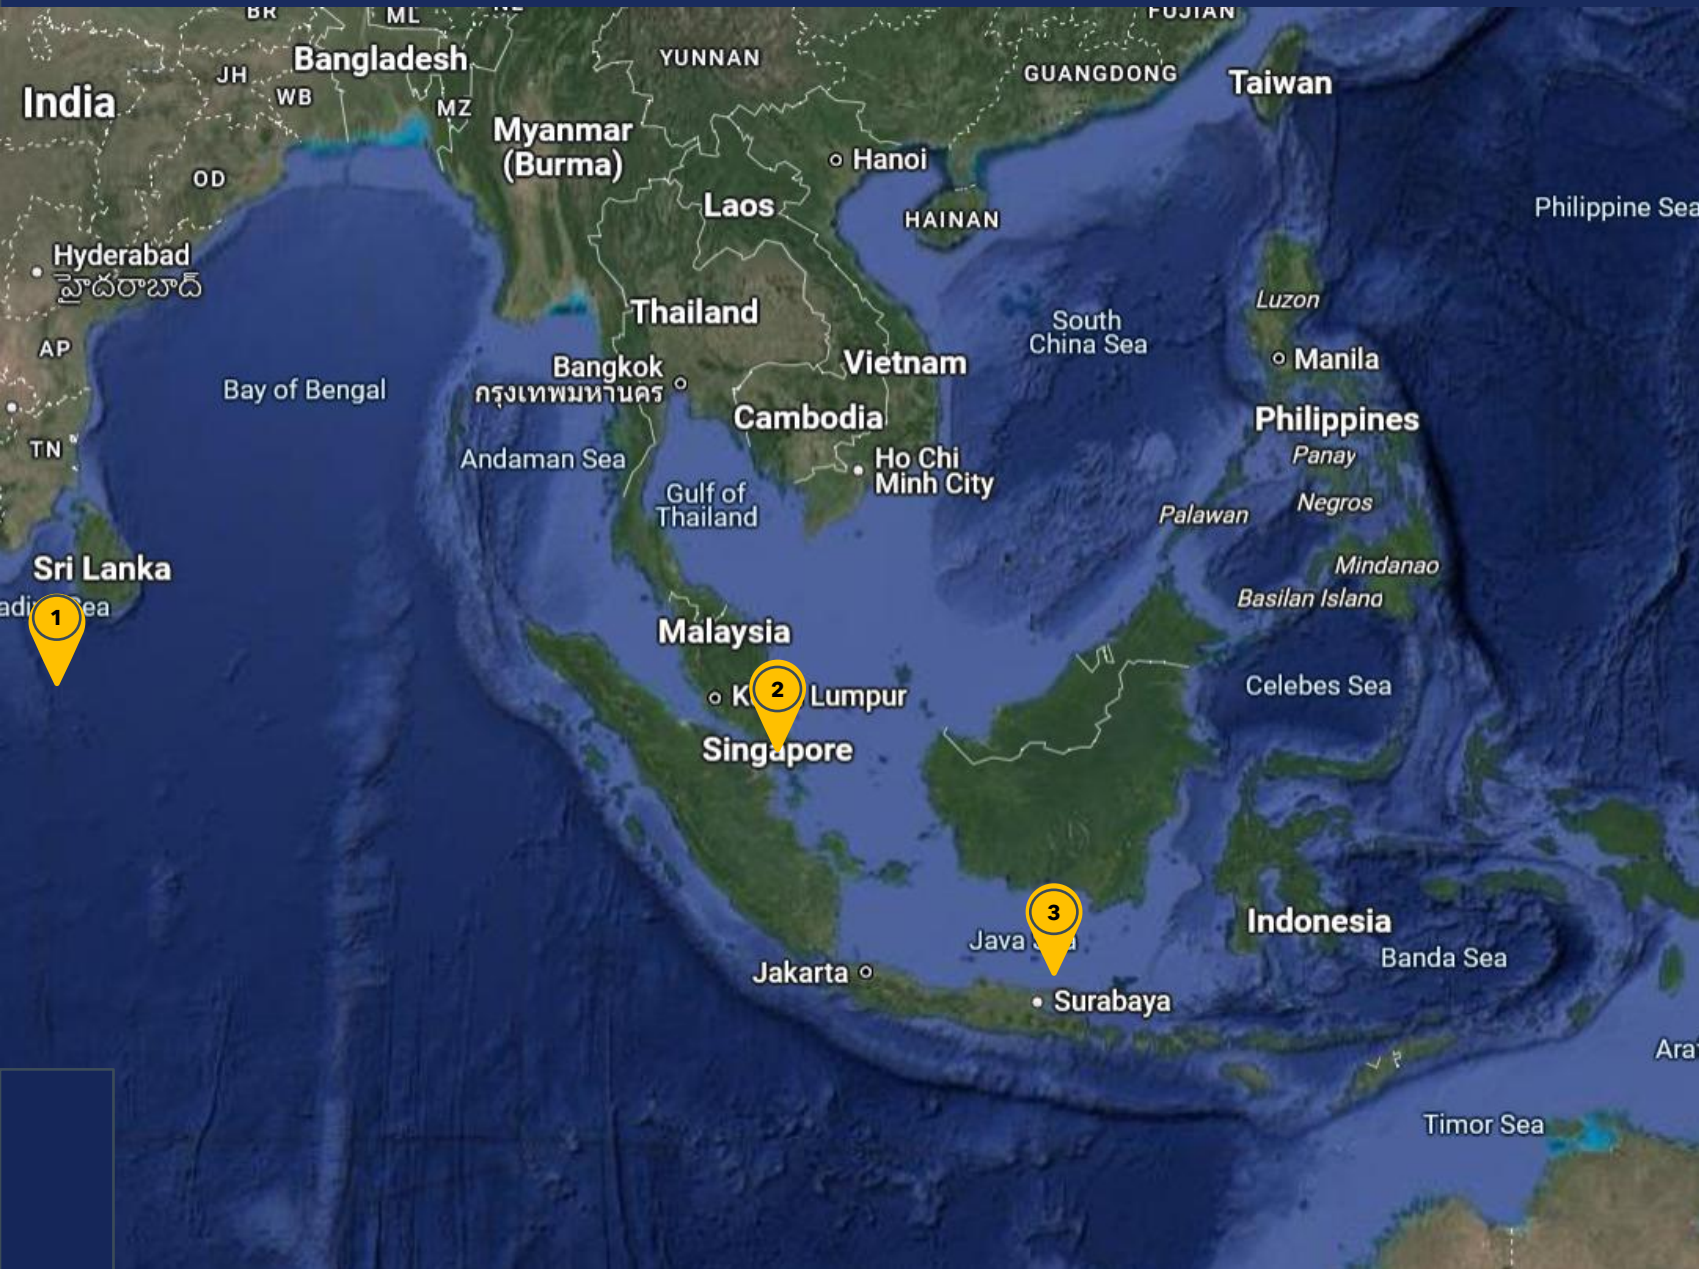 BR
ML
FUJIAN
Bangladesh
YUNNAN
JH
GUANGDONG
Taiwan
India
WB
MZ
Myanmar
(Burma)
Hanoi
OD
Laos
HAINAN
Philippine Sea
Hyderabad
హైదరాబాద్
Luzon
Thailand
South
China Sea
AP
Manila
Vietnam
Bangkok
กรุงเทพมหานคร
Bay of Bengal
Cambodia
Philippines
TN
Panay
Andaman Sea
Ho Chi
Minh City
Gulf of
Thailand
Negros
Palawan
Sri Lanka
Mindanao
Basilan Island
1
Malaysia
2
Lumpur
Celebes Sea
Singapore
3
Java
Indonesia
Banda Sea
Jakarta
Surabaya
Timor Sea